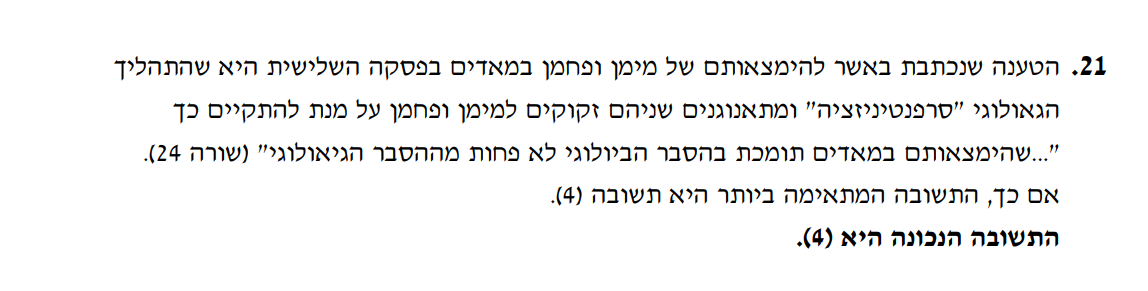 21. הטענה שנכתבת באשר להימצאותם של מימן ופחמן במאדים בפסקה השלישית היא שהתהליך
הגאולוגי "סרפנטיניזציה" ומתאנוגנים שניהם זקוקים למימן ופחמן על מנת להתקיים כך
"...שהימצאותם במאדים תומכת בהסבר הביולוגי לא פחות מההסבר הגיאולוגי" (שורה 24).
אם כך, התשובה המתאימה ביותר היא תשובה (4).
התשובה הנכונה היא (4).